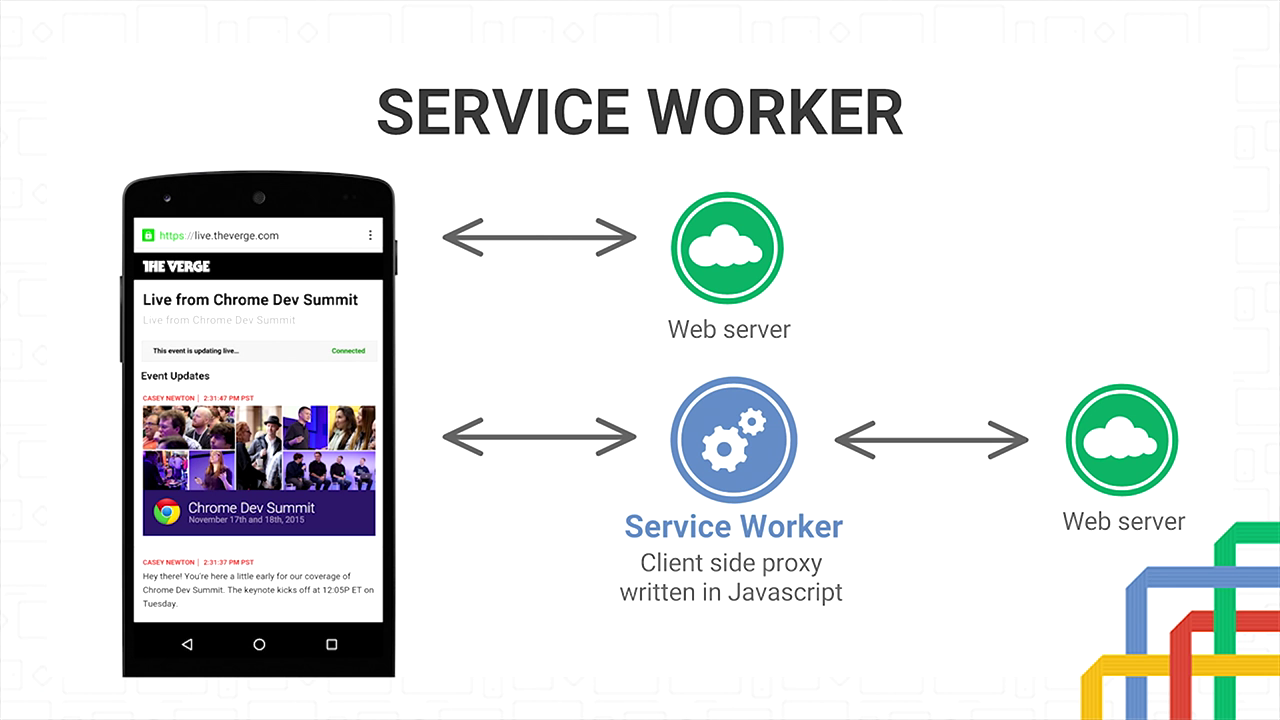 SERVICE WORKER
https://live.theverge.com
THE VERGE
Live from Chrome Dev Summit
Live from Chrome Dev Summit
This event is updating live... Connected
Event Updates
CASEY NEWTON | 2:31:47 PM PST
Chrome Dev Summit
November 17th and 18th, 2015
CASEY NEWTON | 2:31:37 PM PST
Hey there! You're here a little early for our coverage of
Chrome Dev Summit. The keynote kicks off at 12:05P ET on
Tuesday.
Web server
Service Worker
Client side proxy
written in Javascript
Web server